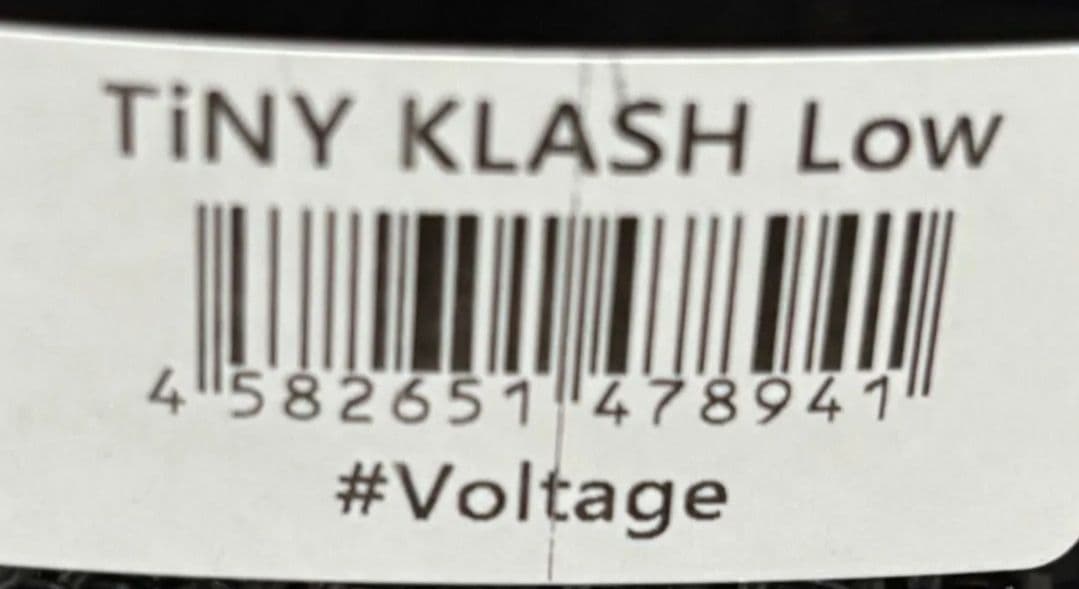 TiNY KLASH Low
4 582651 478941
#Voltage